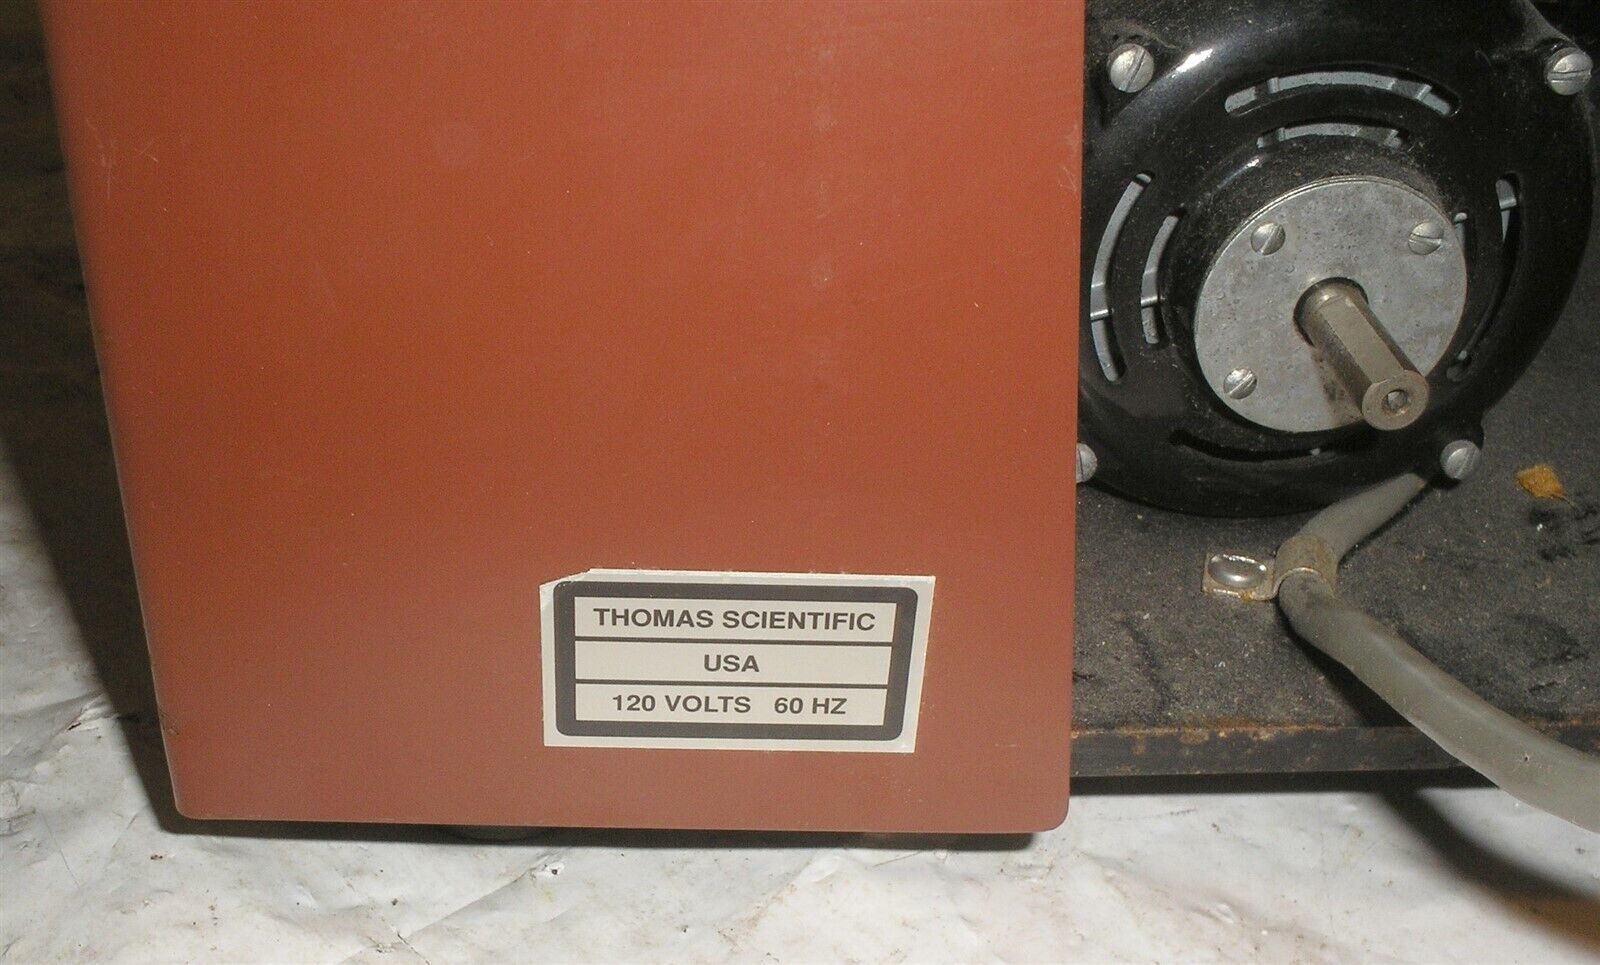 THOMAS SCIENTIFIC
USA
120 VOLTS 60 HZ